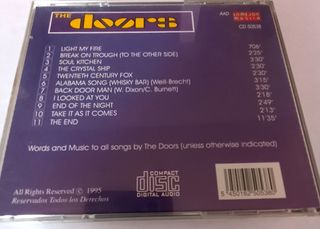 THE doors
AAD
CD 50538
1 LIGHT MY FIRE 7'06'
2 BREAK ON TROUGH (TO THE OTHER SIDE) 2'25'
3 SOUL KITCHEN 3'30'
4 THE CRYSTAL SHIP 2'30'
5 TWENTIETH CENTURY FOX 2'30'
6 ALABAMA SONG (WHISKY BAR) (Weil-Brecht) 3'15'
7 BACK DOOR MAN (W. Dixon/C. Burnett) 3'30'
8 I LOOKED AT YOU 2'18'
9 END OF THE NIGHT 2'49'
10 TAKE IT AS IT COMES 2'13'
11 THE END 11'35'
Words and Music to all songs by The Doors (unless otherwise indicated)
All Rights Reserved © 1995
Reservados Todos los Derechos
COMPACT
disc
DIGITAL AUDIO